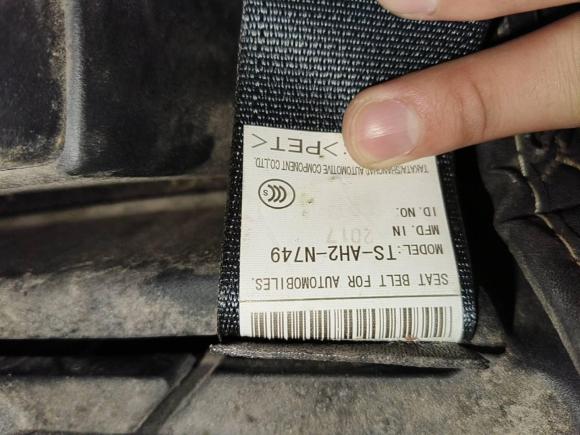 SEAT BELT FOR AUTOMOBILES.
MODEL:TS-AH2-N749
MFD. IN 2017
ID. NO.
TAKATA(SHANGHAI) AUTOMOTIVE COMPONENT CO.,LTD.
>PET<